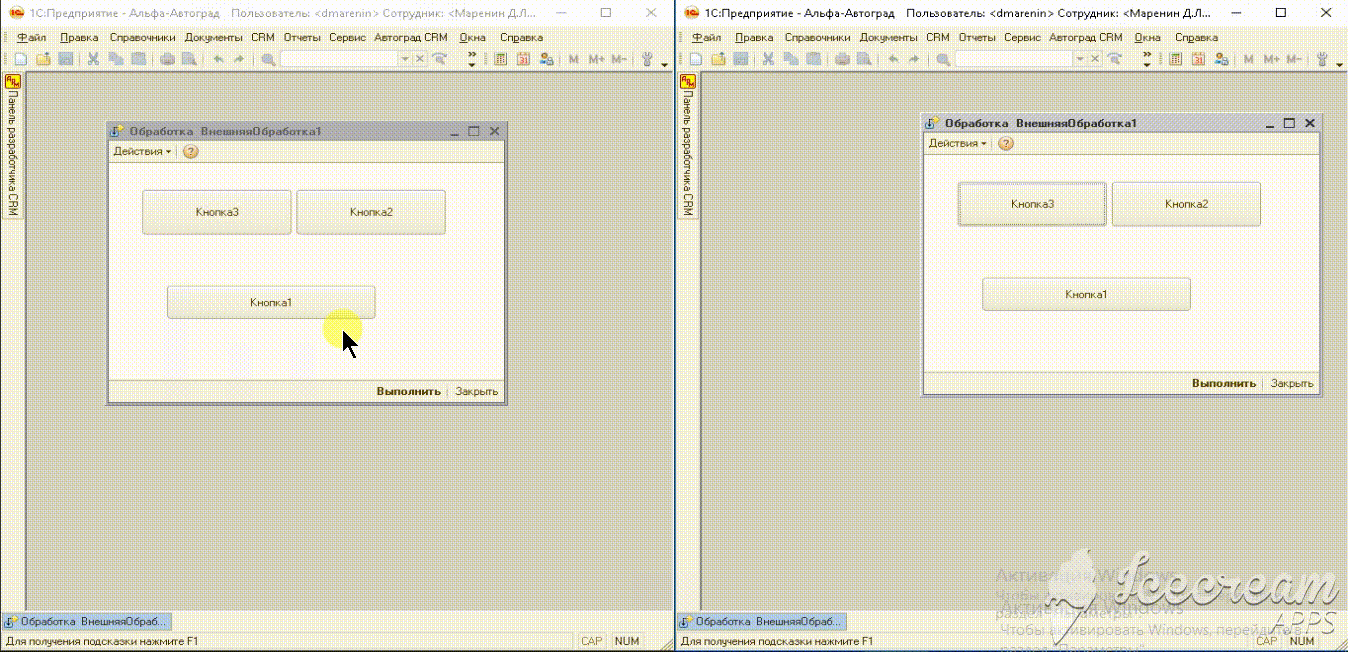 1С:Предприятие - Альфа-Автоград Пользователь: <dmarenin> Сотрудник: <Маренин Д.Л...
Файл Правка Справочники Документы CRM Отчеты Сервис Автоград CRM Окна Справка
M M+ M-
Панель разработчика CRM
Обработка ВнешняяОбработка1
Действия
Кнопка3 Кнопка2
Кнопка1
Выполнить Закрыть
Обработка ВнешняяОбраб...
Для получения подсказки нажмите F1 CAP NUM
1С:Предприятие - Альфа-Автоград Пользователь: <dmarenin> Сотрудник: <Маренин Д.Л...
Файл Правка Справочники Документы CRM Отчеты Сервис Автоград CRM Окна Справка
M M+ M-
Панель разработчика CRM
Обработка ВнешняяОбработка1
Действия
Кнопка3 Кнопка2
Кнопка1
Выполнить Закрыть
Активация Windows
Активация Windows
Чтобы активировать Windows, перейдите в
раздел "Параметры".
Icecream
APPS
Обработка ВнешняяОбраб...
Для получения подсказки нажмите F1 CAP NUM